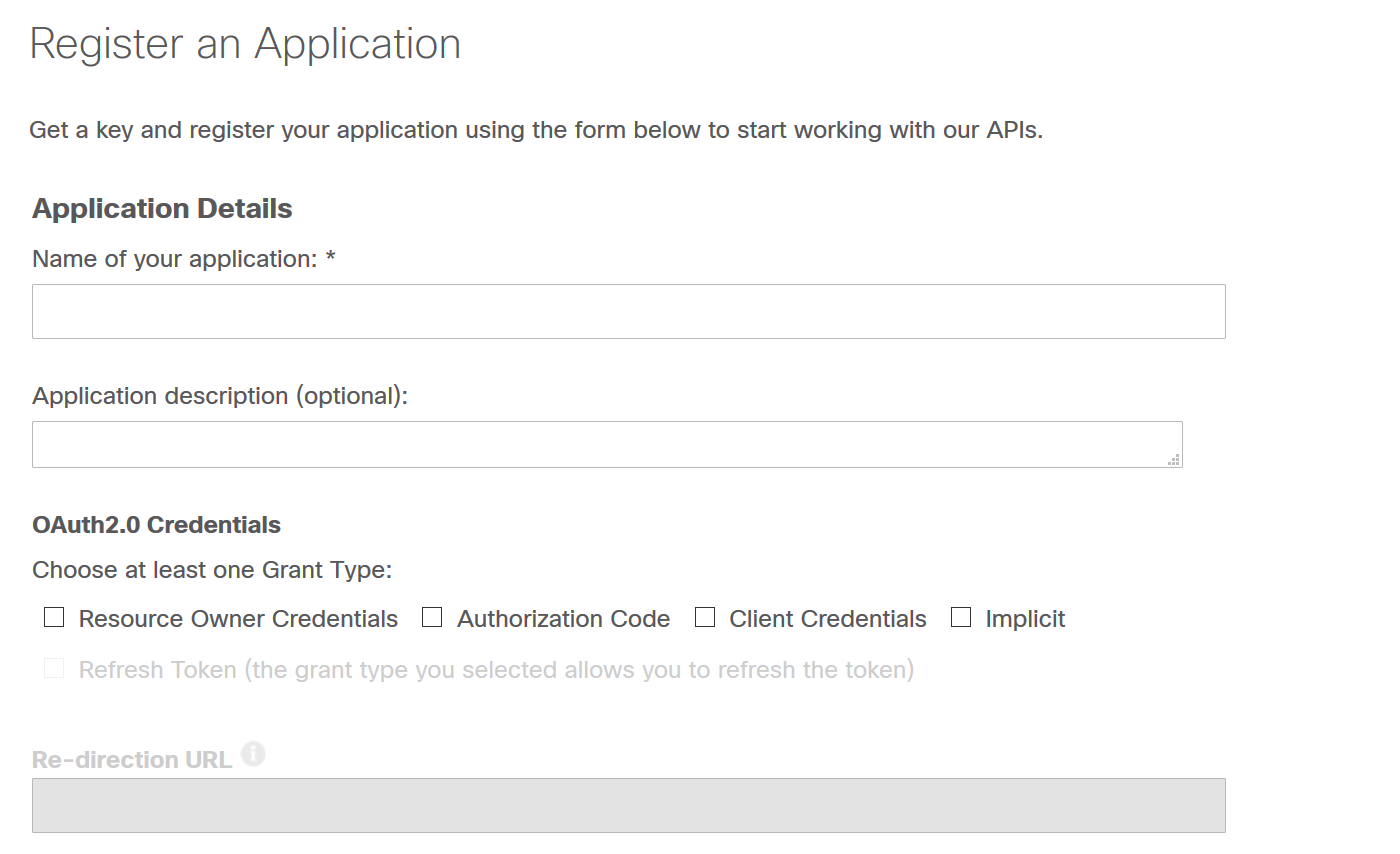 Register an Application
Get a key and register your application using the form below to start working with our APIs.
Application Details
Name of your application: *
Application description (optional):
OAuth2.0 Credentials
Choose at least one Grant Type:
Resource Owner Credentials Authorization Code Client Credentials Implicit
Refresh Token (the grant type you selected allows you to refresh the token)
Re-direction URL